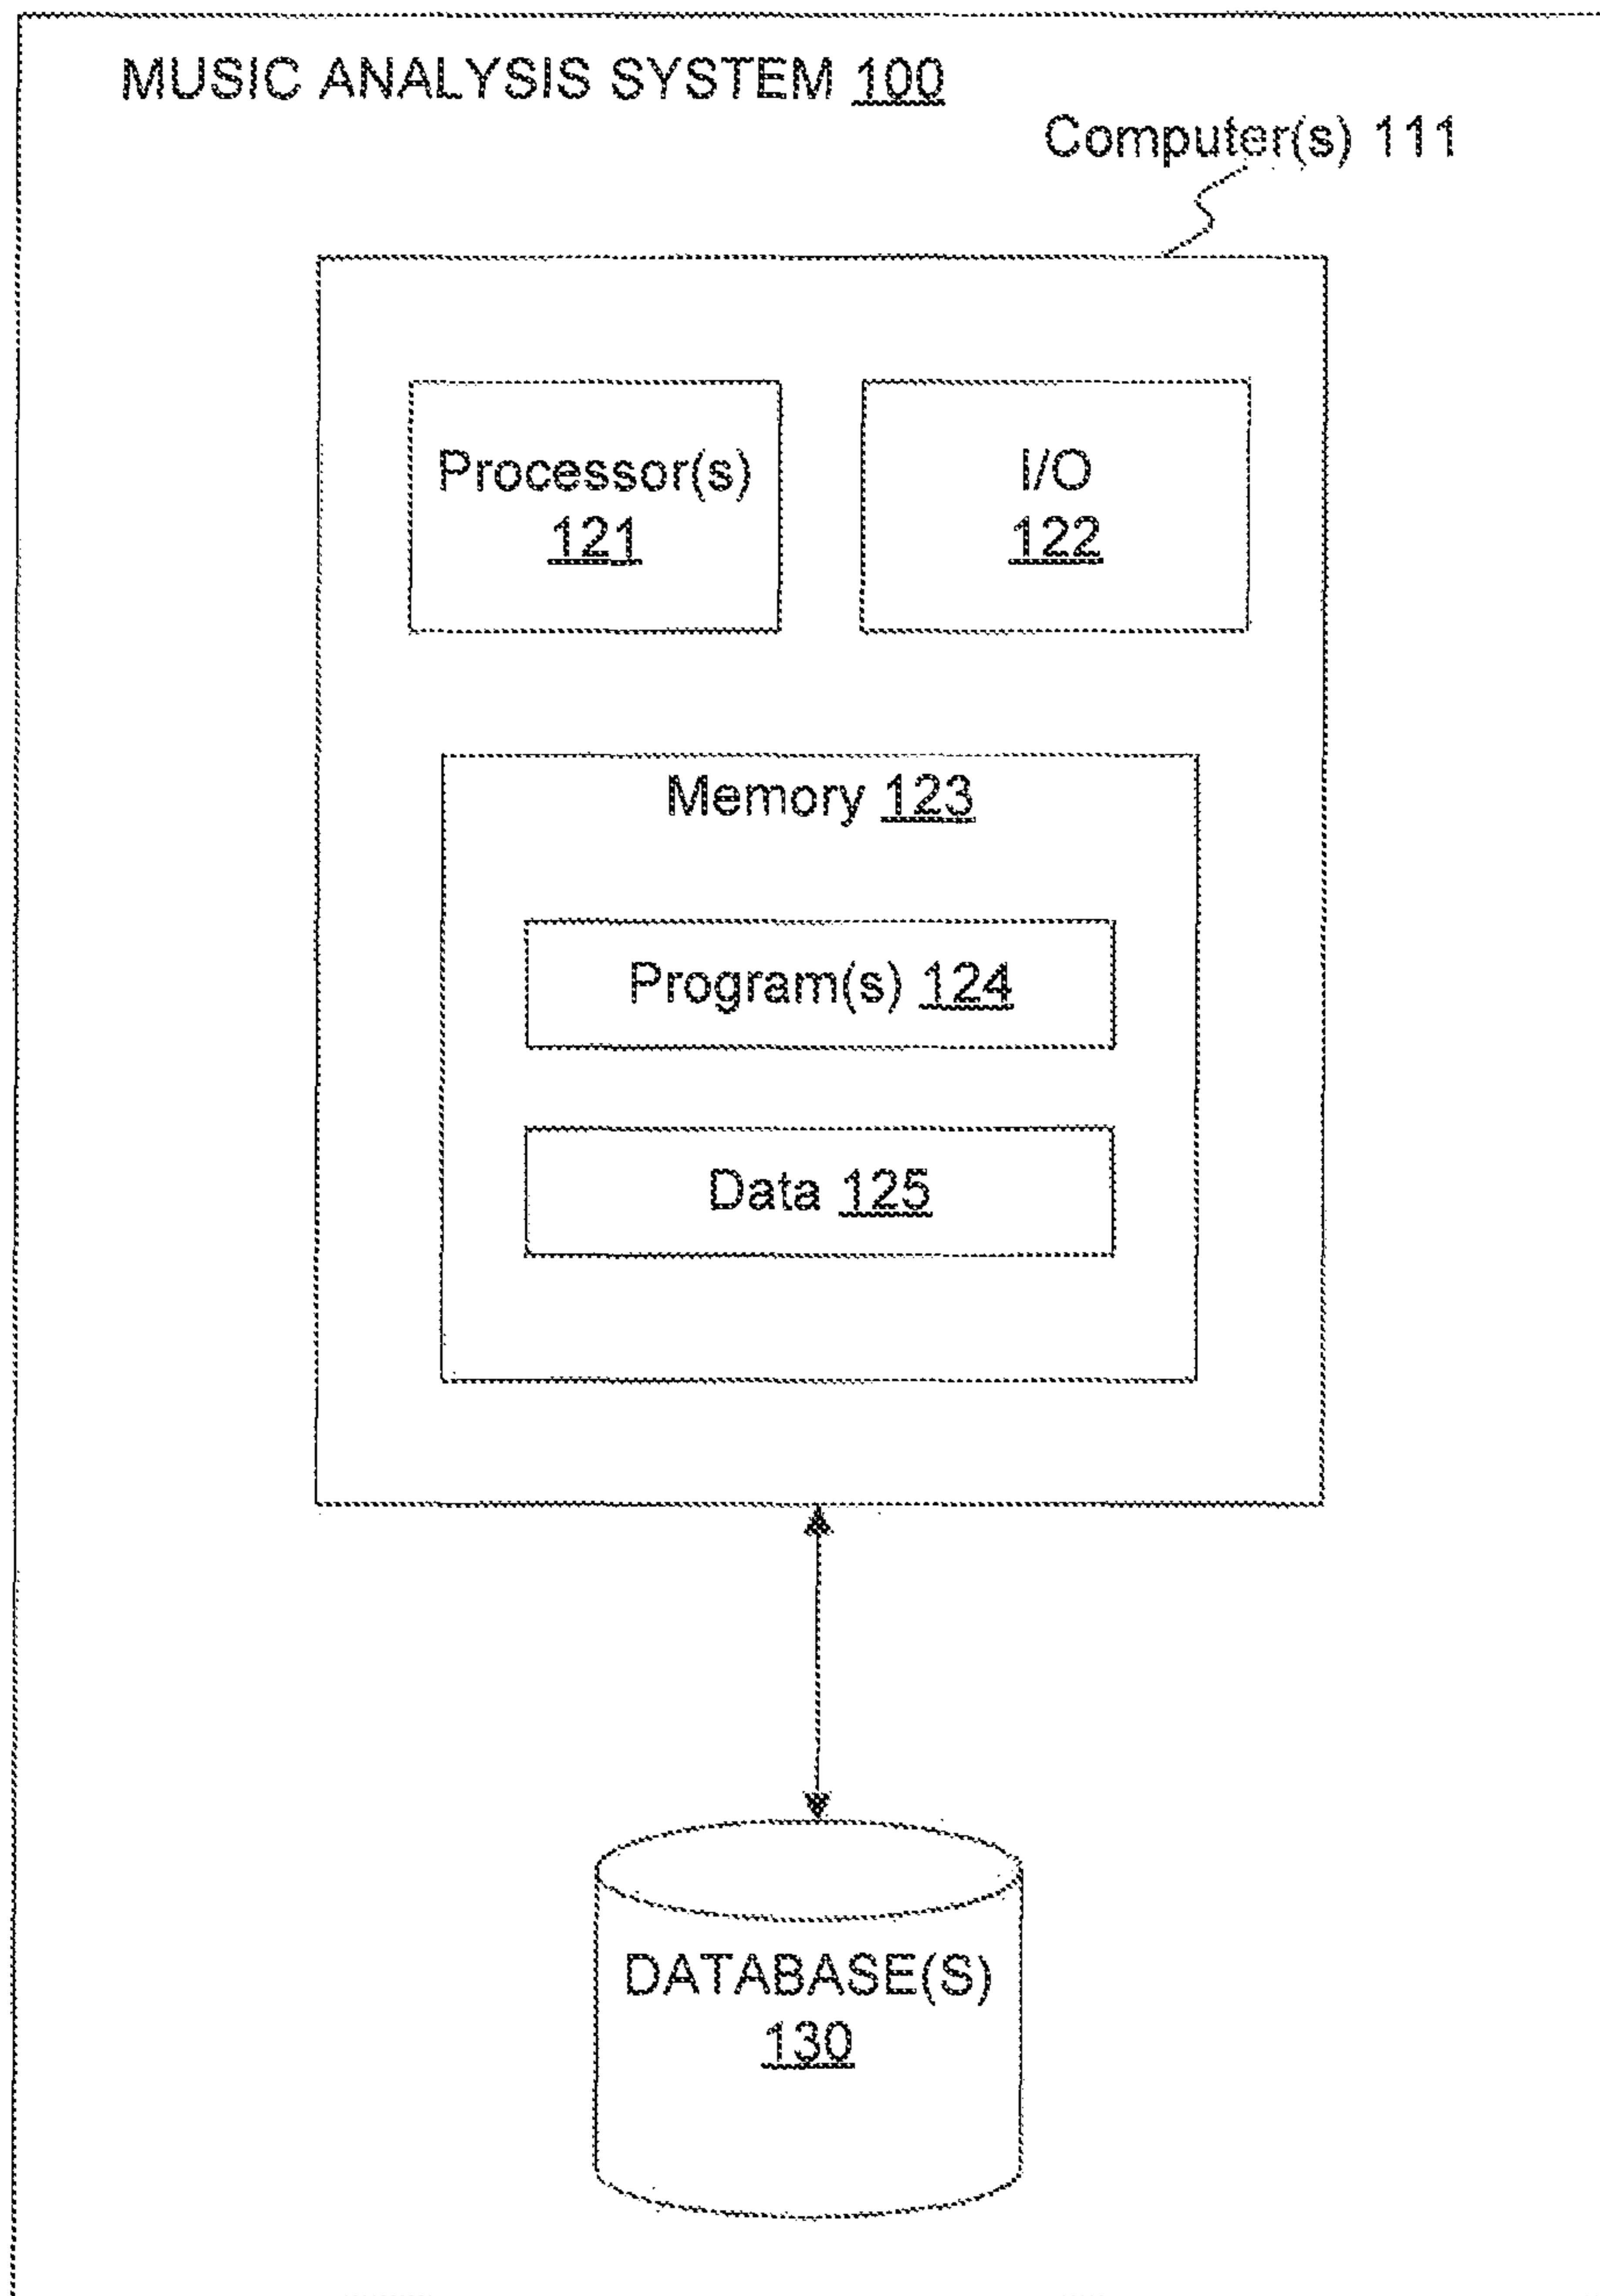 MUSIC ANALYSIS SYSTEM 100
Computer(s) 111
Processor(s)
121
I/O
122
Memory 123
Program(s) 124
Data 125
DATABASE(S)
130